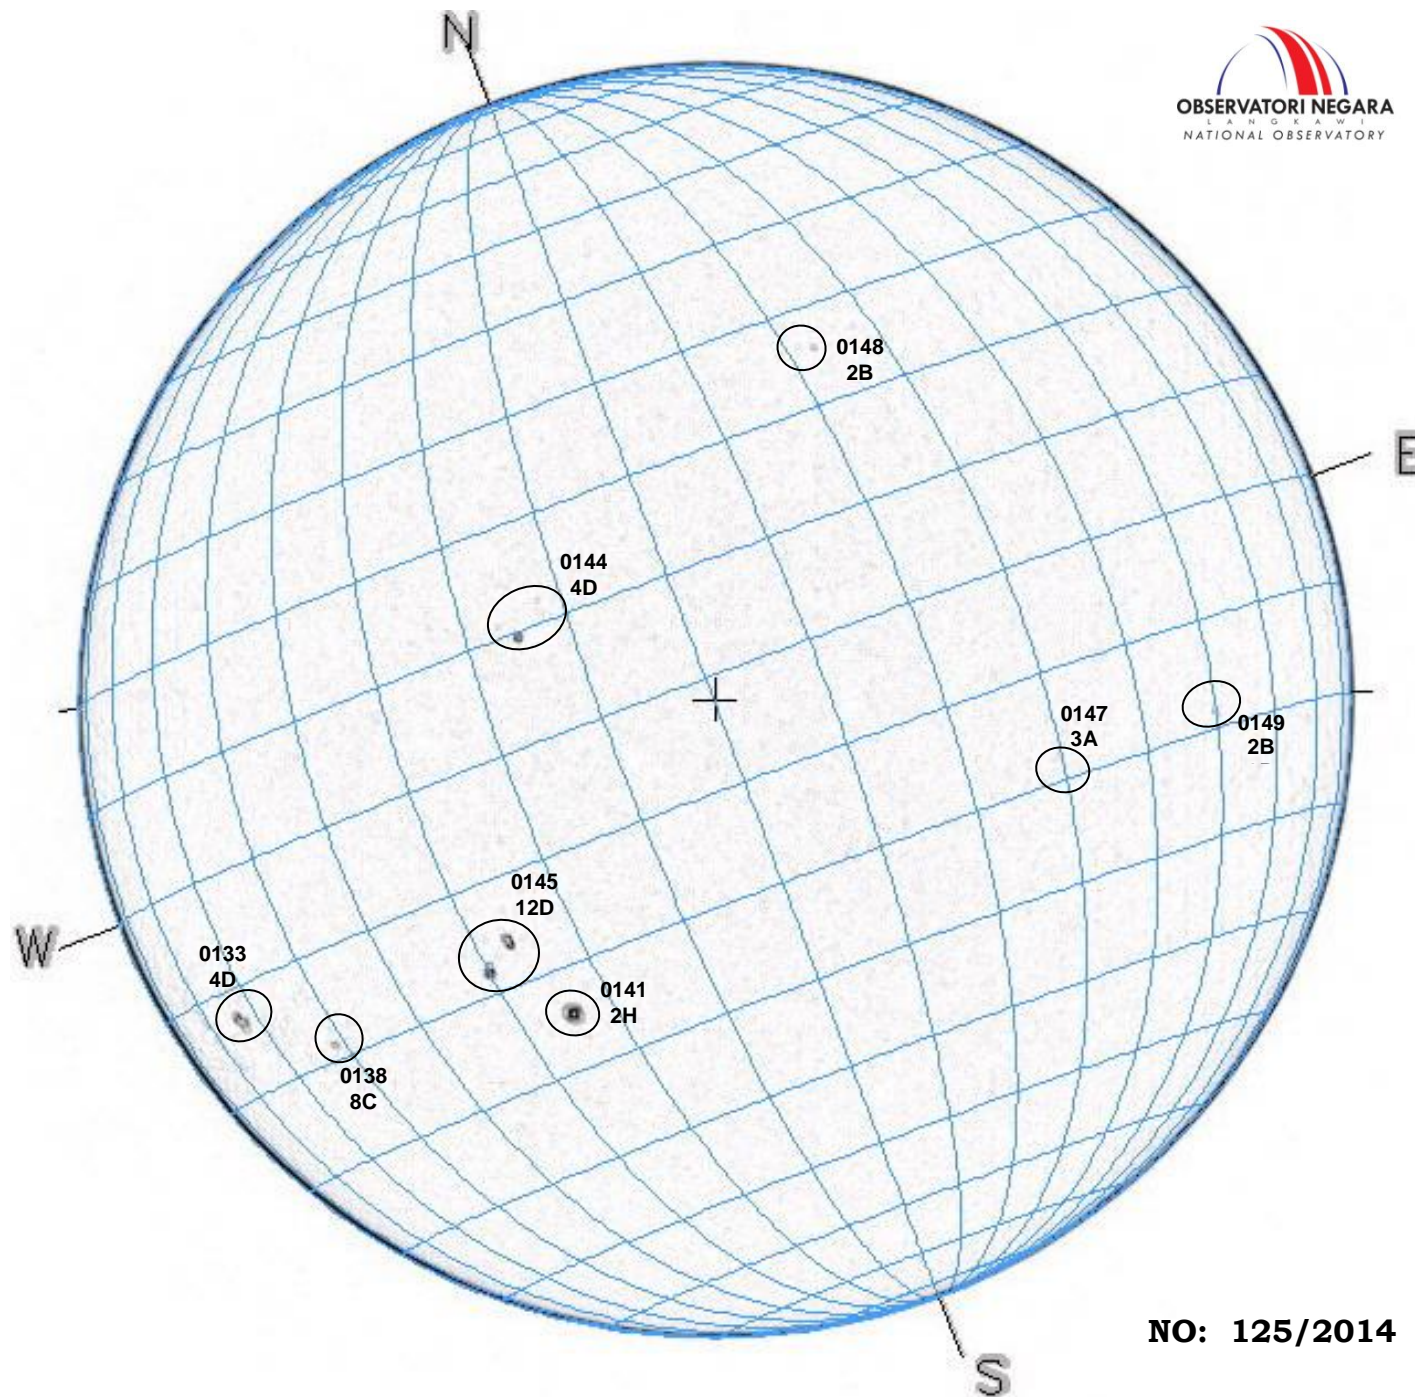 N
OBSERVATORI NEGARA
LANGKAWI
NATIONAL OBSERVATORY
0148
2B
E
0144
4D
0147
3A
0149
2B
0145
12D
W
0133
4D
0141
2H
0138
8C
NO: 125/2014
S